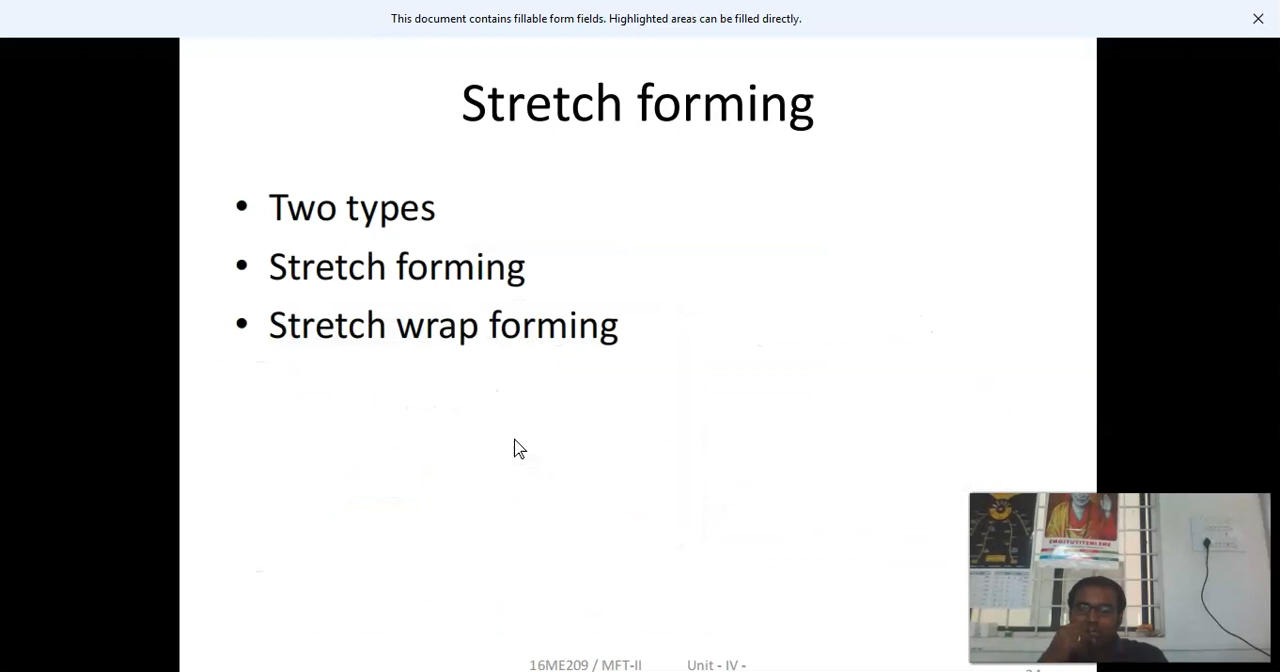 This document contains fillable form fields. Highlighted areas can be filled directly.
Stretch forming
• Two types
• Stretch forming
• Stretch wrap forming
16ME209 / MFT-II Unit - IV -